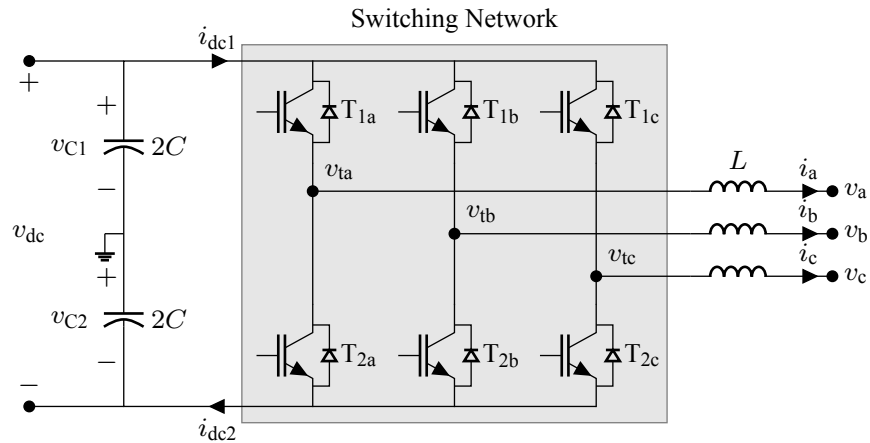 Switching Network
i_dc1
+
+
v_C1
2C
−
v_dc
+
v_C2
2C
−
−
i_dc2
T_1a
T_1b
T_1c
v_ta
v_tb
v_tc
T_2a
T_2b
T_2c
L
i_a
v_a
i_b
v_b
i_c
v_c